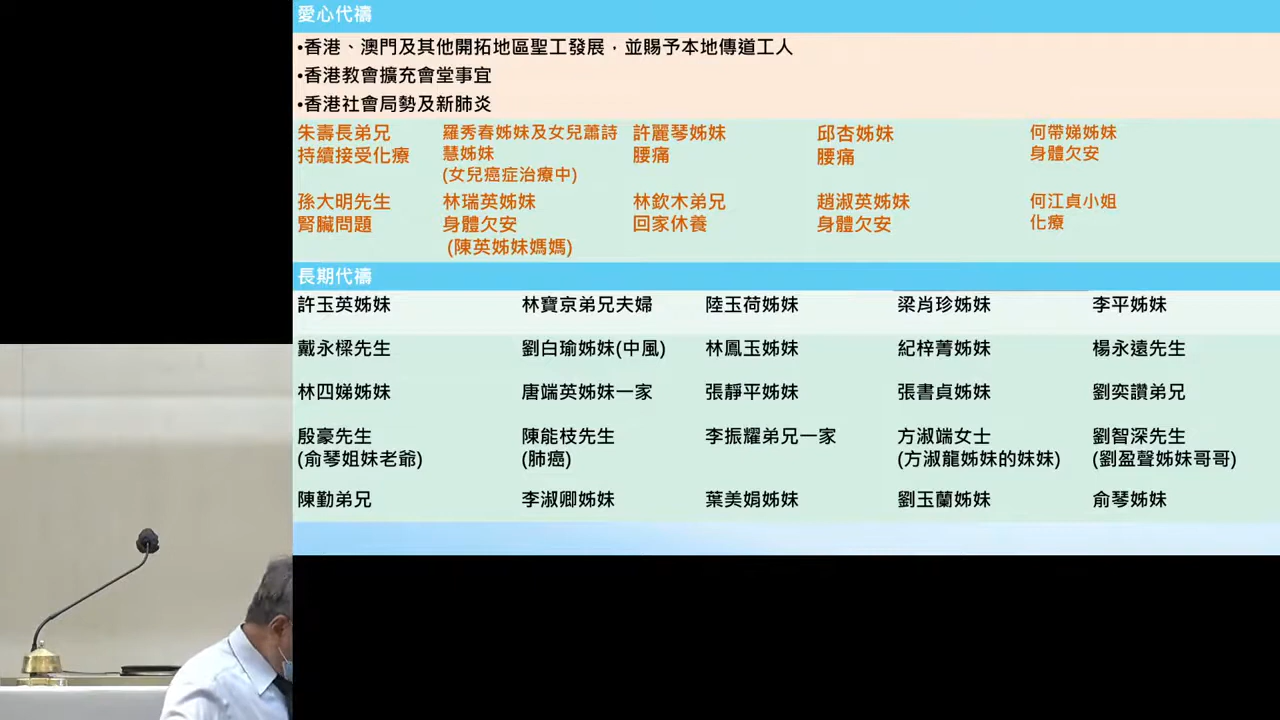 愛心代禱
•香港、澳門及其他開拓地區聖工發展，並賜予本地傳道工人
•香港教會擴充會堂事宜
•香港社會局勢及新肺炎
朱壽長弟兄
持續接受化療
羅秀春姊妹及女兒蕭詩
慧姊妹
(女兒癌症治療中)
許麗琴姊妹
腰痛
邱杏姊妹
腰痛
何帶娣姊妹
身體欠安
孫大明先生
腎臟問題
林瑞英姊妹
身體欠安
(陳英姊妹媽媽)
林欽木弟兄
回家休養
趙淑英姊妹
身體欠安
何江貞小姐
化療
長期代禱
許玉英姊妹
林寶京弟兄夫婦
陸玉荷姊妹
梁肖珍姊妹
李平姊妹
戴永樑先生
劉白瑜姊妹(中風)
林鳳玉姊妹
紀梓菁姊妹
楊永遠先生
林四娣姊妹
唐端英姊妹一家
張靜平姊妹
張書貞姊妹
劉奕讚弟兄
殷豪先生
(俞琴姐妹老爺)
陳能枝先生
(肺癌)
李振耀弟兄一家
方淑端女士
(方淑龍姊妹的妹妹)
劉智深先生
(劉盈聲姊妹哥哥)
陳勤弟兄
李淑卿姊妹
葉美娟姊妹
劉玉蘭姊妹
俞琴姊妹